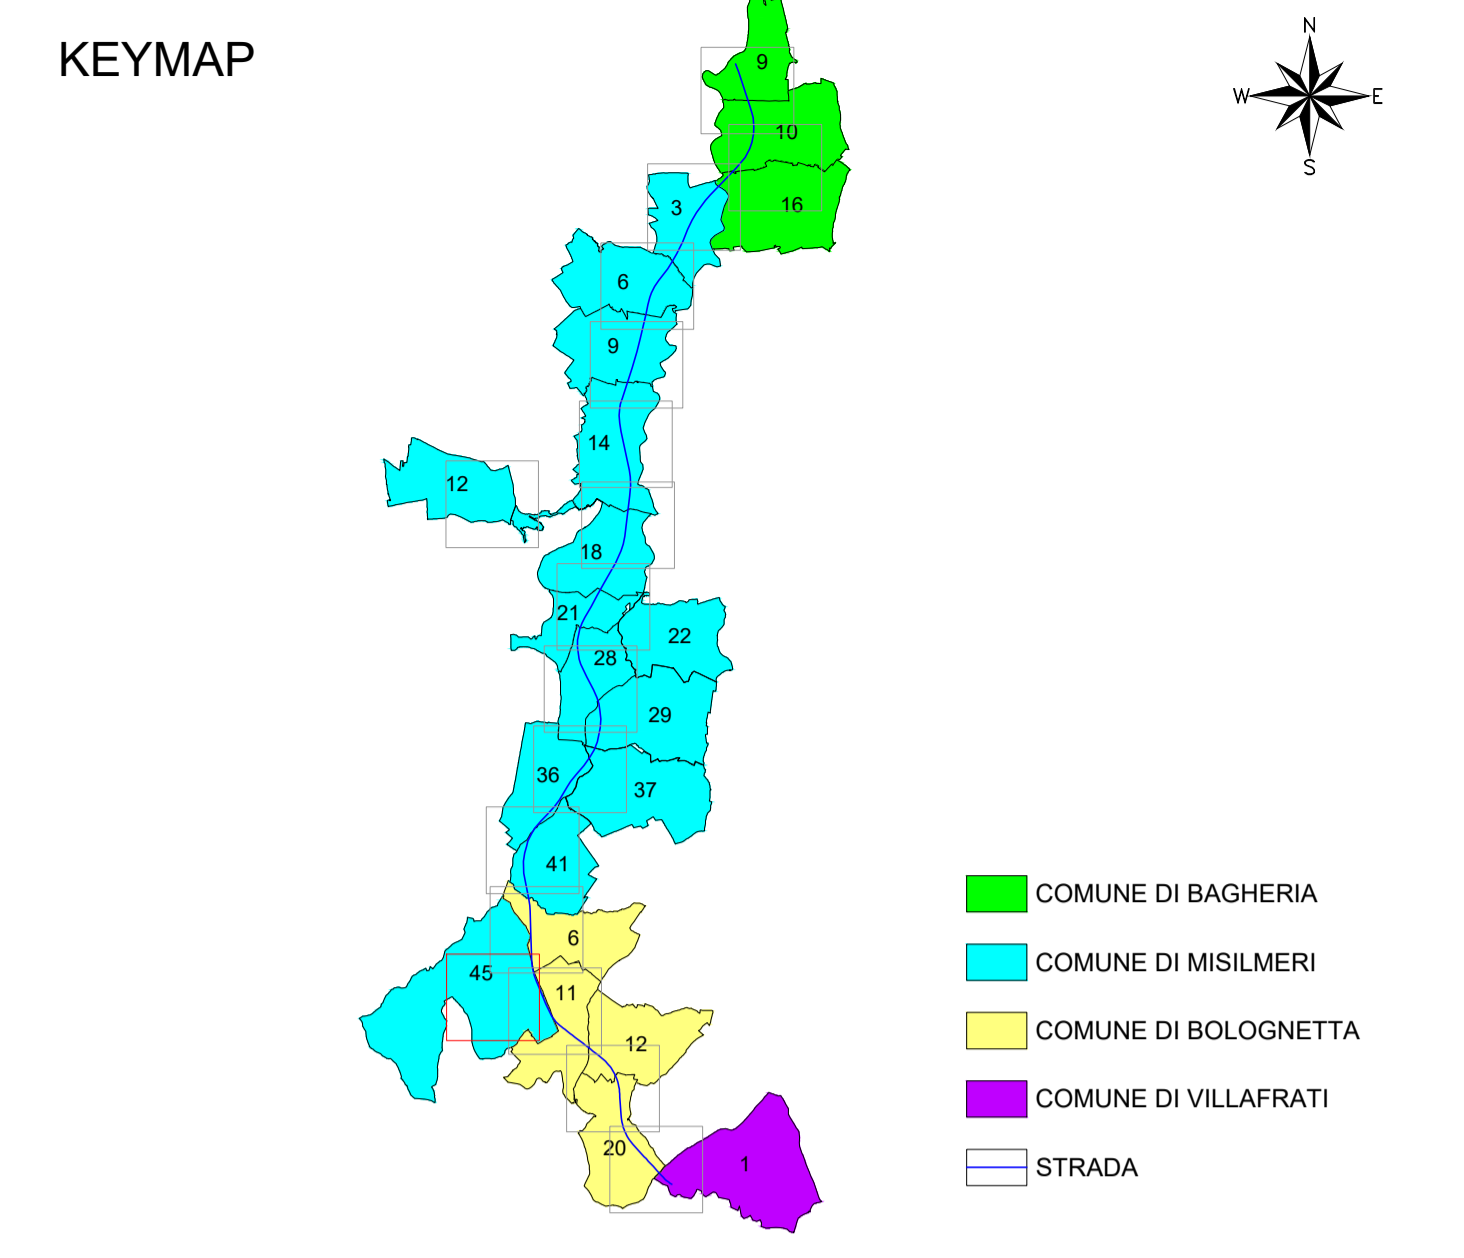 KEYMAP
N
W
E
S
9
10
16
3
6
9
14
12
18
21
22
28
29
36
37
41
6
45
11
12
20
1
COMUNE DI BAGHERIA
COMUNE DI MISILMERI
COMUNE DI BOLOGNETTA
COMUNE DI VILLAFRATI
STRADA